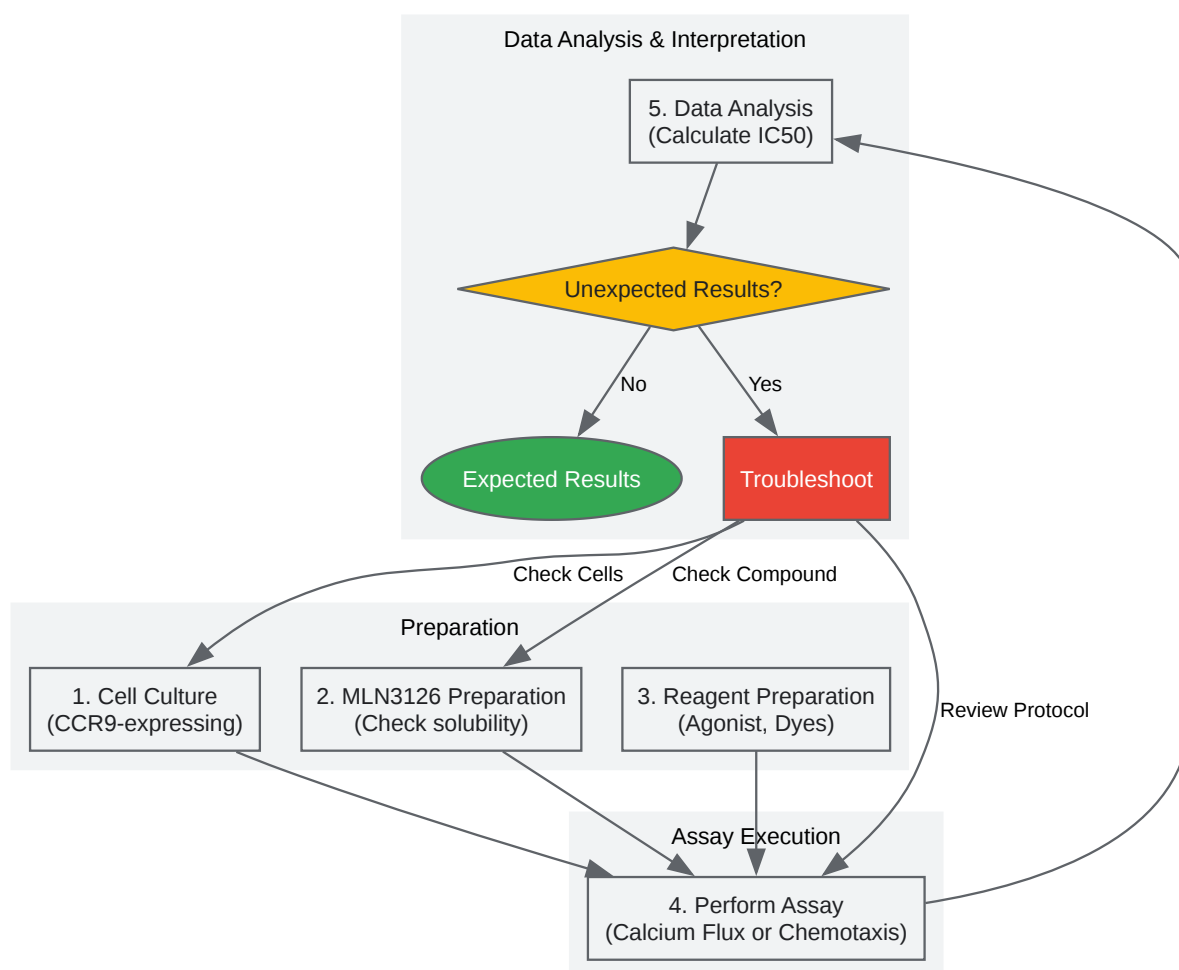 Data Analysis & Interpretation
5. Data Analysis
(Calculate IC50)
Unexpected Results?
No
Yes
Expected Results
Troubleshoot
Check Cells
Check Compound
Preparation
1. Cell Culture
(CCR9-expressing)
2. MLN3126 Preparation
(Check solubility)
3. Reagent Preparation
(Agonist, Dyes)
Review Protocol
Assay Execution
4. Perform Assay
(Calcium Flux or Chemotaxis)